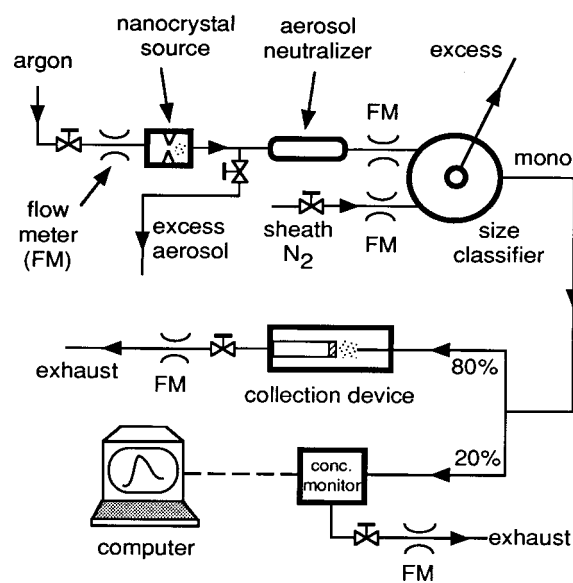 nanocrystal
source
aerosol
neutralizer
excess
argon
FM
mono
flow
meter
(FM)
excess
aerosol
sheath
N2
FM
size
classifier
exhaust
FM
collection device
80%
20%
conc.
monitor
computer
exhaust
FM